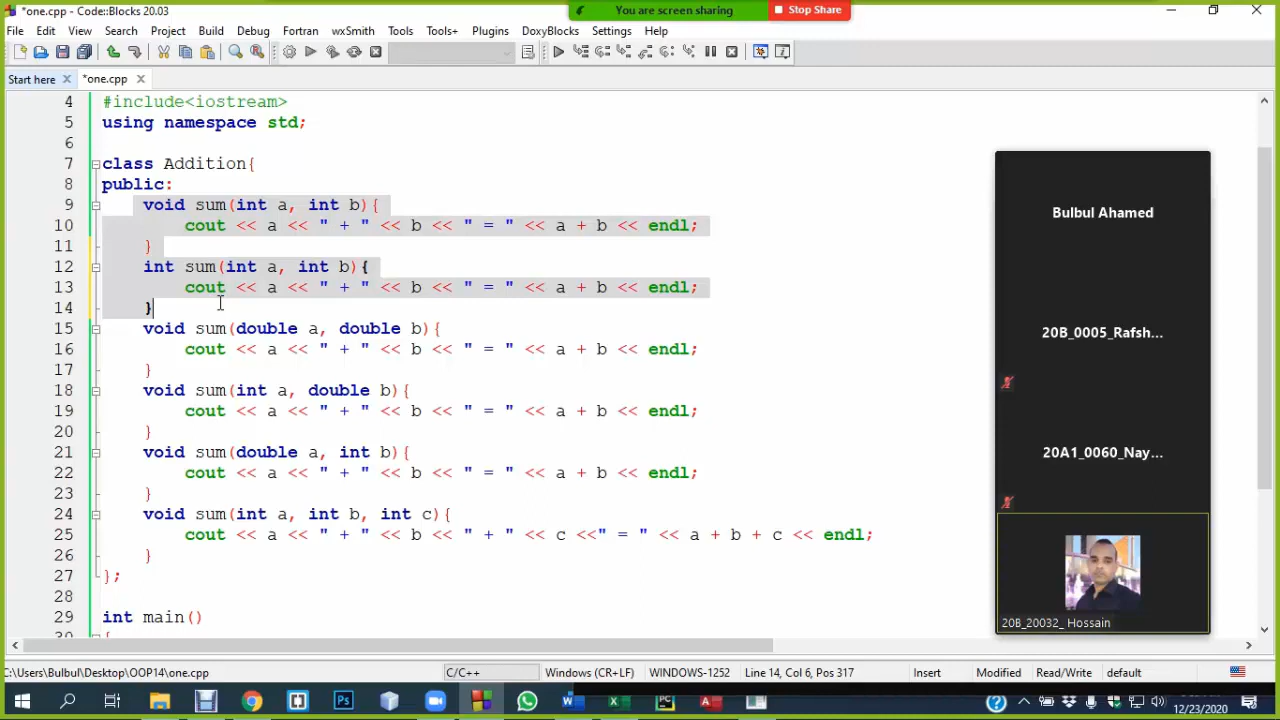 *one.cpp - Code::Blocks 20.03
You are screen sharing
Stop Share
File Edit View Search Project Build Debug Fortran wxSmith Tools Tools+ Plugins DoxyBlocks Settings Help
Start here
*one.cpp
4 #include<iostream>
5 using namespace std;
6
7 class Addition{
8 public:
9 void sum(int a, int b){
10 cout << a << " + " << b << " = " << a + b << endl;
11 }
12 int sum(int a, int b){
13 cout << a << " + " << b << " = " << a + b << endl;
14 }
15 void sum(double a, double b){
16 cout << a << " + " << b << " = " << a + b << endl;
17 }
18 void sum(int a, double b){
19 cout << a << " + " << b << " = " << a + b << endl;
20 }
21 void sum(double a, int b){
22 cout << a << " + " << b << " = " << a + b << endl;
23 }
24 void sum(int a, int b, int c){
25 cout << a << " + " << b << " + " << c <<" = " << a + b + c << endl;
26 }
27 };
28
29 int main()
30 {
Bulbul Ahamed
20B_0005_Rafsh...
20A1_0060_Nay...
20B_20032_ Hossain
C:\Users\Bulbul\Desktop\OOP14\one.cpp C/C++ Windows (CR+LF) WINDOWS-1252 Line 14, Col 6, Pos 317 Insert Modified Read/Write default
12/23/2020